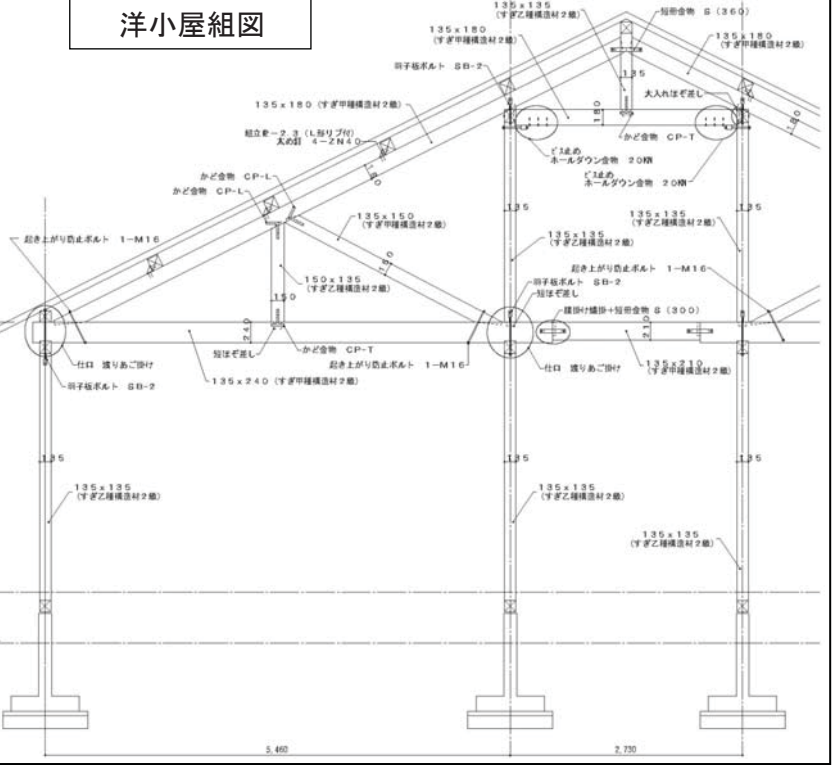 洋小屋組図
135x135
(すぎ乙種構造材2級)
短冊金物 S (360)
135x180
(すぎ甲種構造材2級)
135x180
(すぎ甲種構造材2級)
羽子板ボルト SB-2
135
大入れほぞ差し
135x180 (すぎ甲種構造材2級)
180
180
かど金物 CP-T
太め釘 4-ZN40
ビス止め
ホールダウン金物 20KN
ビス止め
ホールダウン金物 20KN
かど金物 CP-L
かど金物 CP-L
180
135
135
135x150
(すぎ甲種構造材2級)
135x135
(すぎ乙種構造材2級)
起き上がり防止ボルト 1-M16
135x135
(すぎ乙種構造材2級)
150
起き上がり防止ボルト 1-M16
150x135
(すぎ乙種構造材2級)
羽子板ボルト SB-2
短ほぞ差し
150
腰掛け鎌掛+短冊金物 S (300)
240
210
短ほぞ差し
かど金物 CP-T
仕口 渡りあご掛け
起き上がり防止ボルト 1-M16
仕口 渡りあご掛け
135x210
(すぎ甲種構造材2級)
135x240 (すぎ甲種構造材2級)
羽子板ボルト SB-2
135
135
135
135x135
(すぎ乙種構造材2級)
135x135
(すぎ乙種構造材2級)
135x135
(すぎ乙種構造材2級)
5,460
2,730